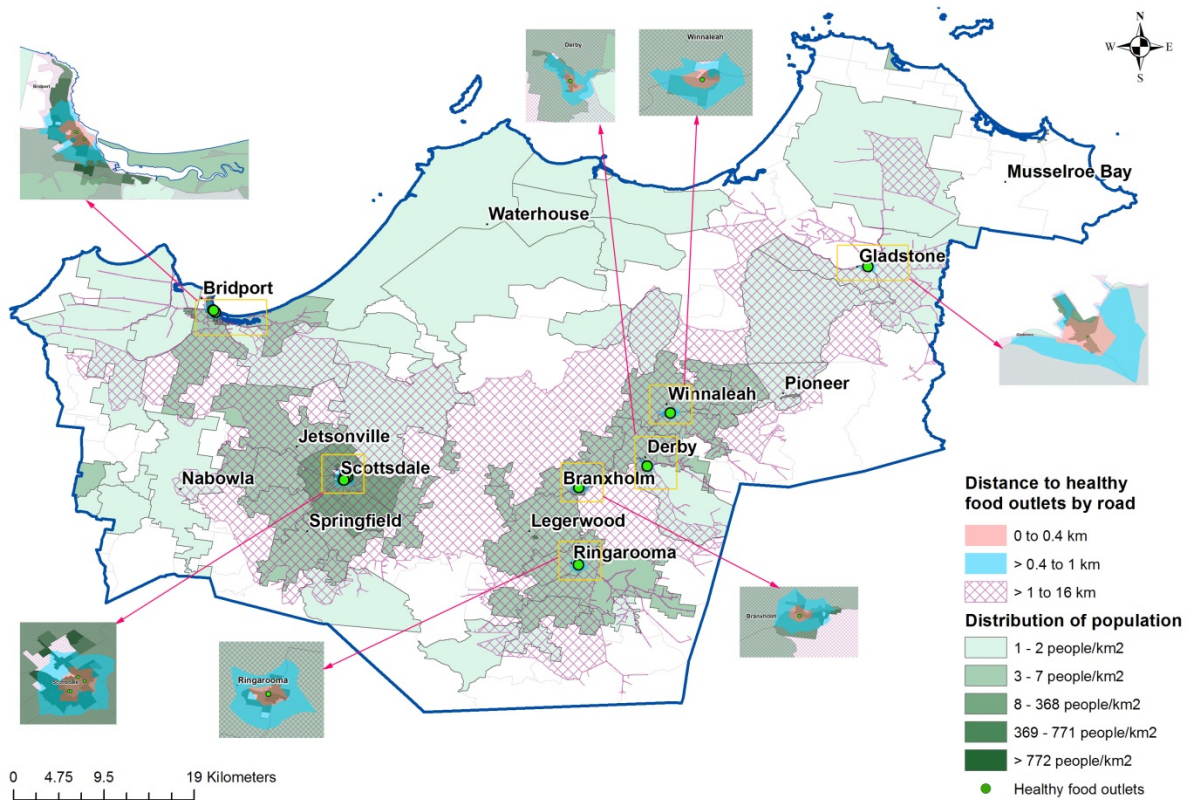 N
W
E
S
Derby
Winnaleah
Bridport
Musselroe Bay
Waterhouse
Gladstone
Bridport
Pioneer
Winnaleah
Jetsonville
Derby
Scottsdale
Nabowla
Branxholm
Springfield
Legerwood
Ringarooma
Branxholm
Ringarooma
Scottsdale
Distance to healthy
food outlets by road
0 to 0.4 km
> 0.4 to 1 km
> 1 to 16 km
Distribution of population
1 - 2 people/km2
3 - 7 people/km2
8 - 368 people/km2
369 - 771 people/km2
> 772 people/km2
Healthy food outlets
0 4.75 9.5 19 Kilometers